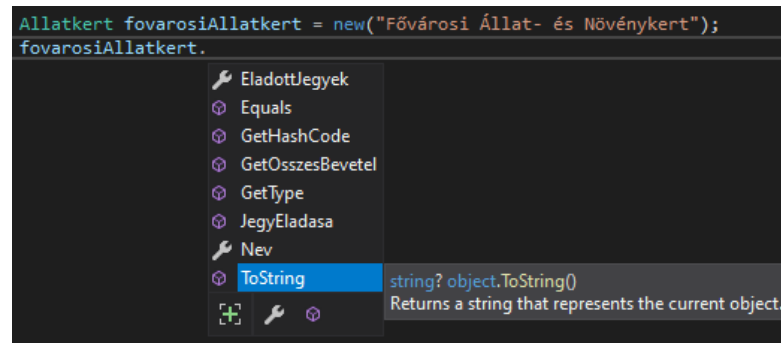 Allatkert fovarosiAllatkert = new("Fővárosi Állat- és Növénykert");
fovarosiAllatkert.
EladottJegyek
Equals
GetHashCode
GetOsszesBevetel
GetType
JegyEladasa
Nev
ToString
string? object.ToString()
Returns a string that represents the current object.